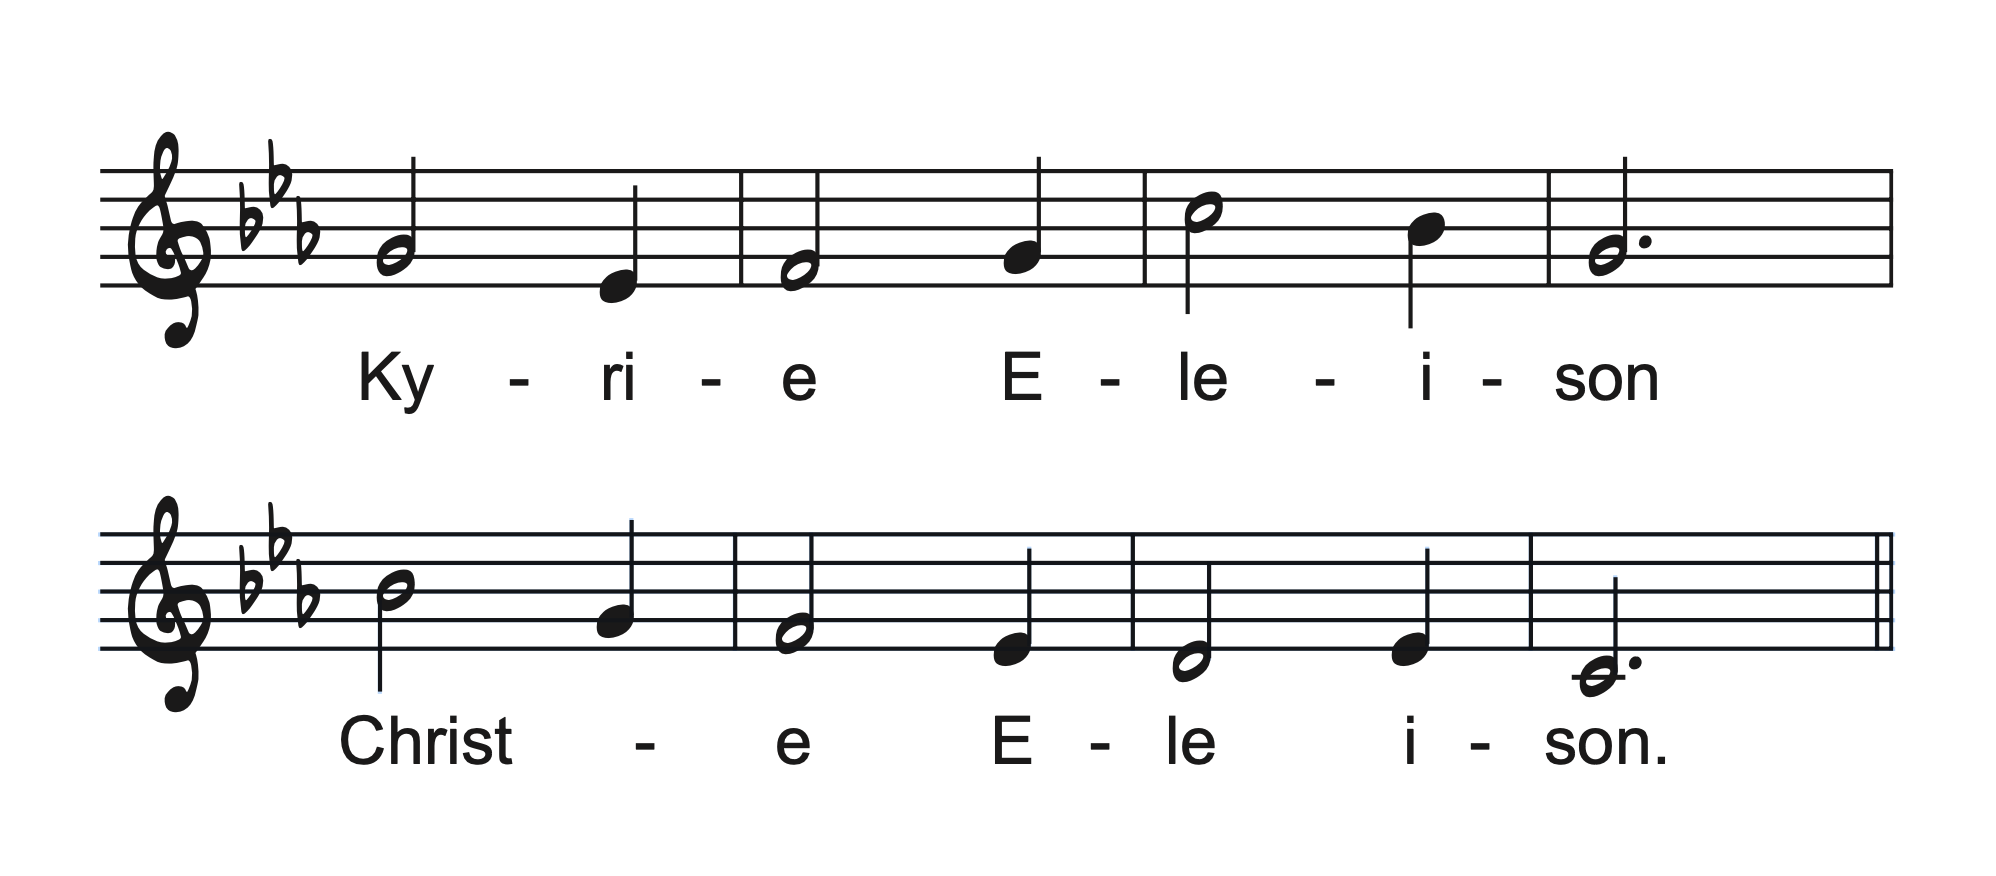 Ky - ri - e E - le - i - son
Christ - e E - le i - son.